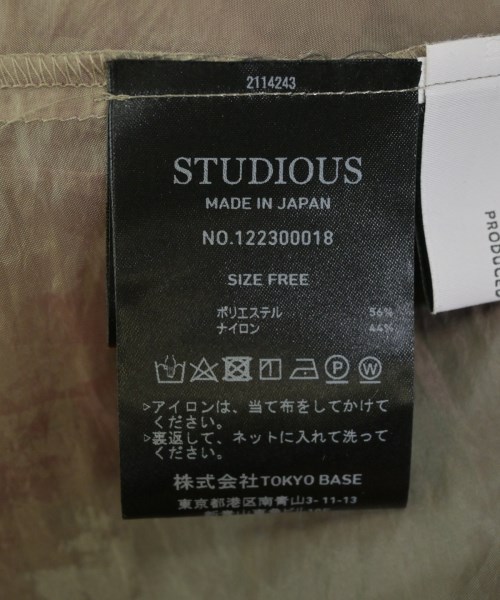 2114243
STUDIOUS
MADE IN JAPAN
NO.122300018
SIZE FREE
ポリエステル 56%
ナイロン 44%
P W
>アイロンは、当て布をしてかけて
ください。
>裏返して、ネットに入れて洗って
ください。
株式会社TOKYO BASE
東京都港区南青山3-11-13